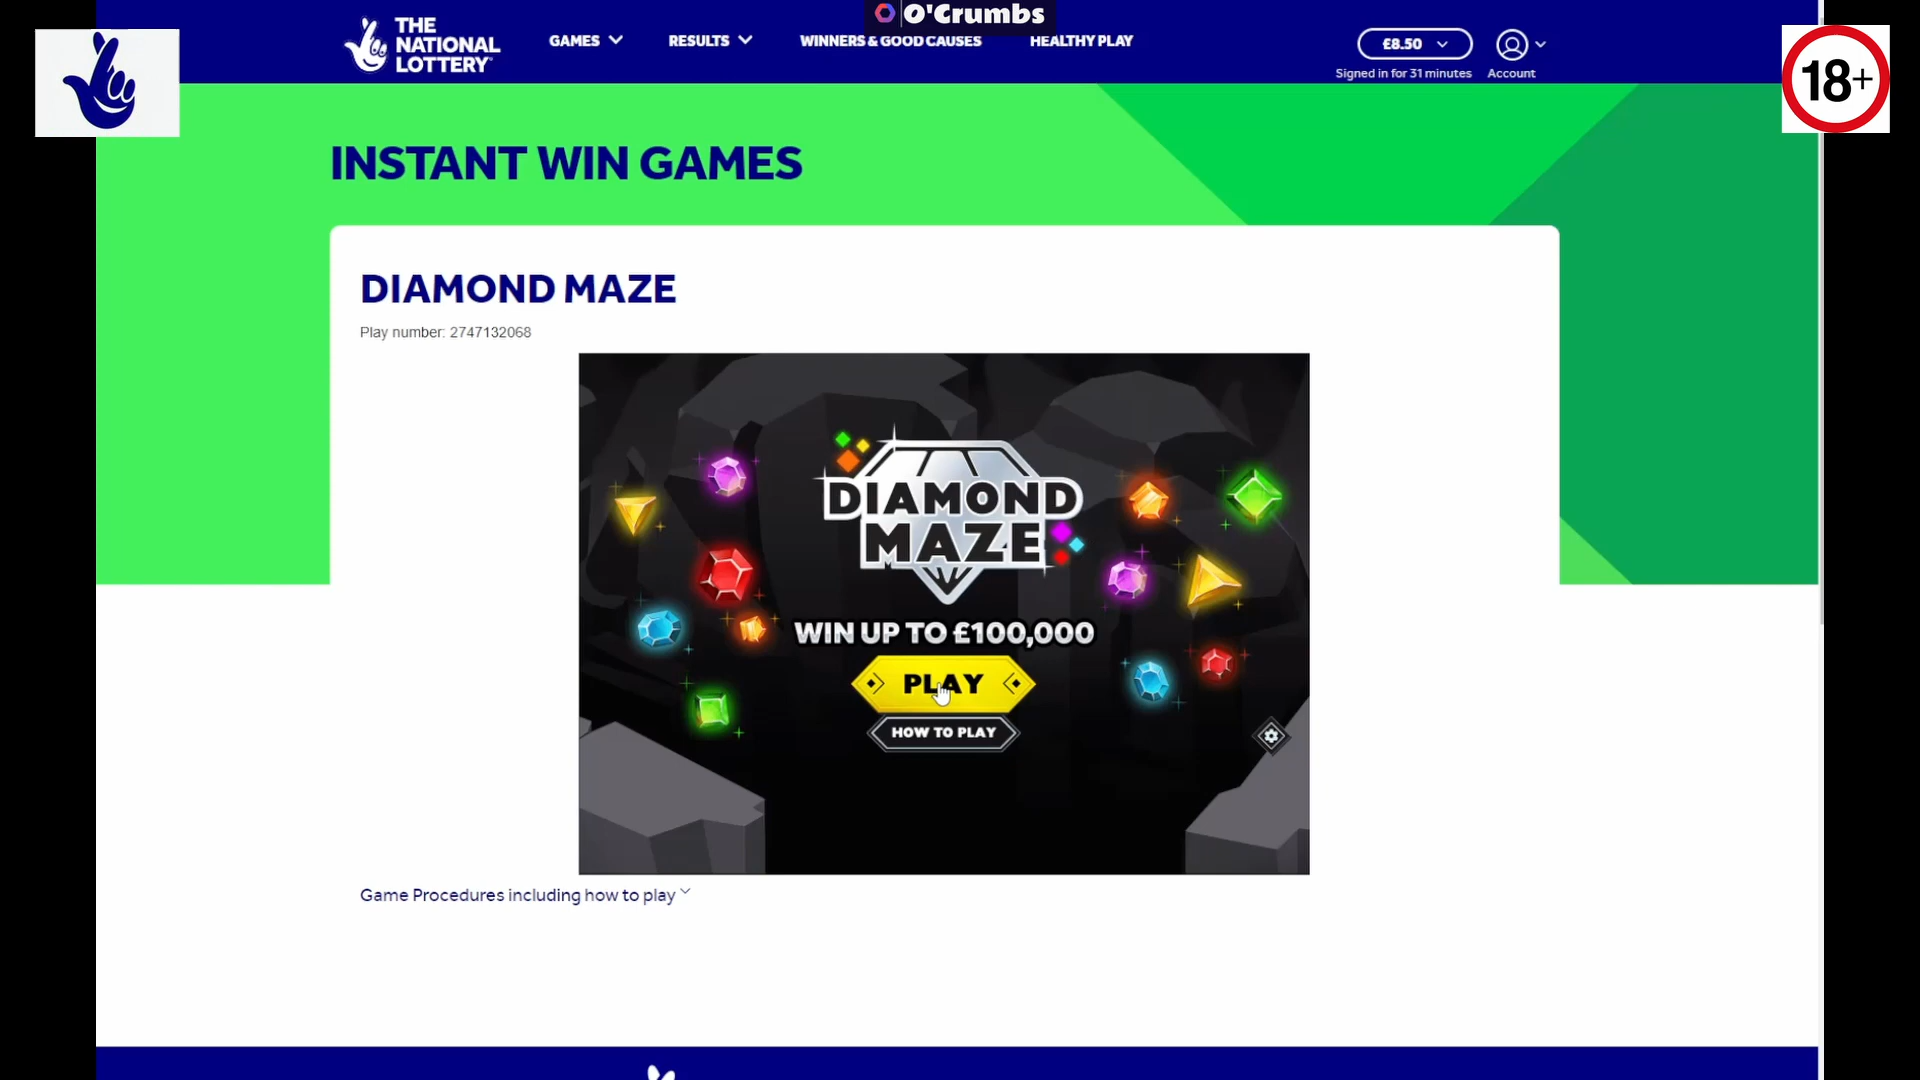 O'Crumbs
THE
NATIONAL
LOTTERY
GAMES
RESULTS
WINNERS & GOOD CAUSES
HEALTHY PLAY
£8.50
Signed in for 31 minutes
Account
18+
INSTANT WIN GAMES
DIAMOND MAZE
Play number: 2747132068
DIAMOND
MAZE
WIN UP TO £100,000
PLAY
HOW TO PLAY
Game Procedures including how to play